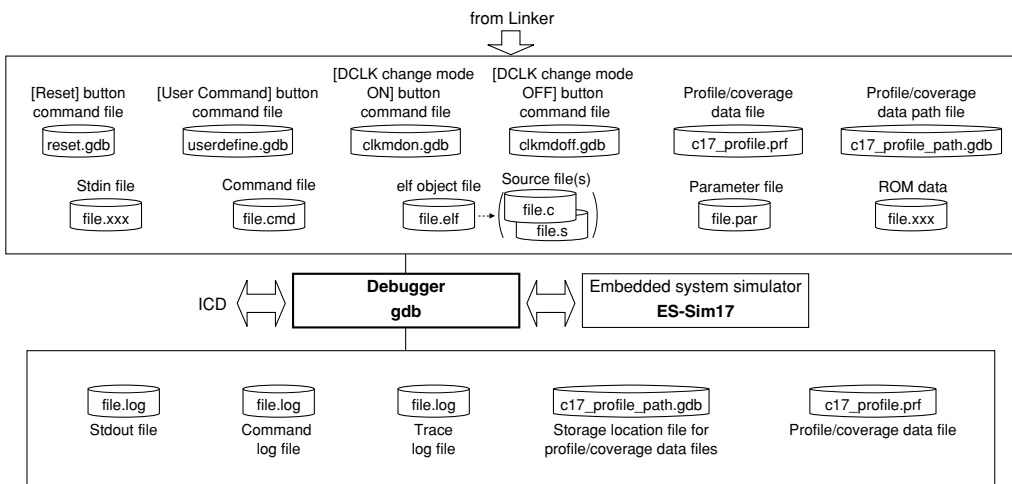 from Linker
[Reset] button
command file
reset.gdb
[User Command] button
command file
userdefine.gdb
[DCLK change mode
ON] button
command file
clkmdon.gdb
[DCLK change mode
OFF] button
command file
clkmdoff.gdb
Profile/coverage
data file
c17_profile.prf
Profile/coverage
data path file
c17_profile_path.gdb
Stdin file
file.xxx
Command file
file.cmd
elf object file
file.elf
Source file(s)
file.c
file.s
Parameter file
file.par
ROM data
file.xxx
ICD
Debugger
gdb
Embedded system simulator
ES-Sim17
file.log
Stdout file
file.log
Command
log file
file.log
Trace
log file
c17_profile_path.gdb
Storage location file for
profile/coverage data files
c17_profile.prf
Profile/coverage data file